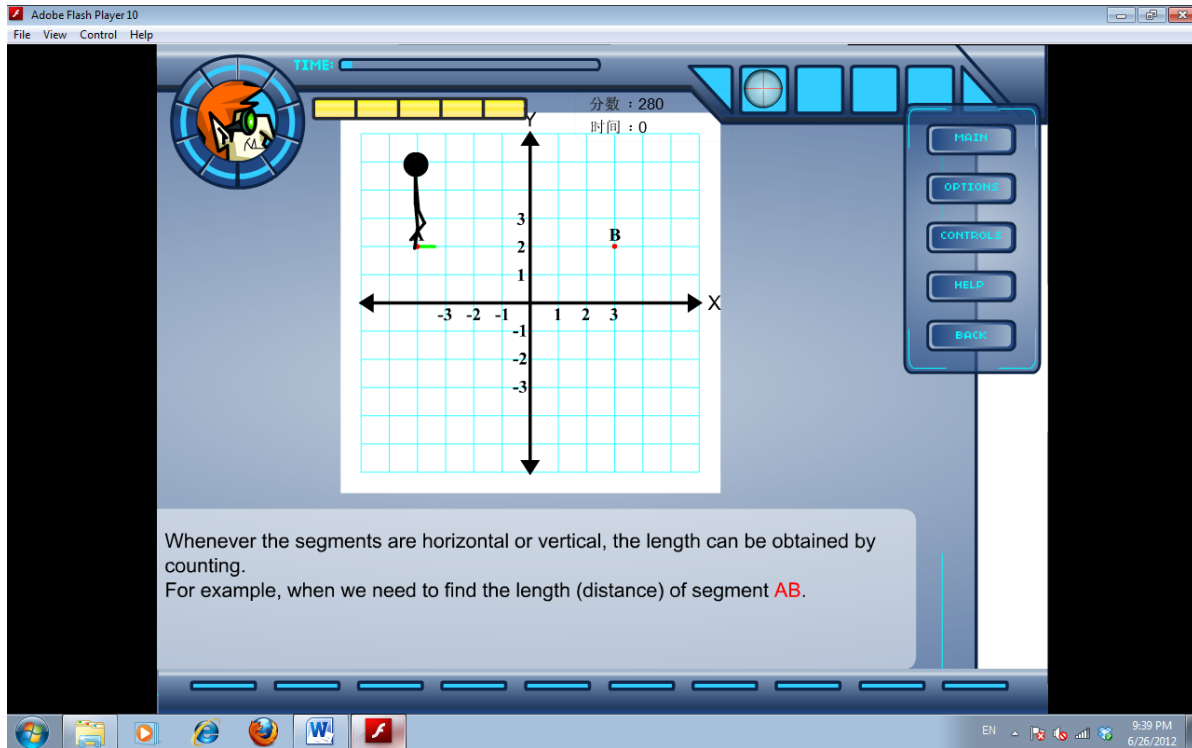 Adobe Flash Player 10
File View Control Help
TIME:
分数 : 280
时间 : 0
MAIN
OPTIONS
CONTROLS
HELP
BACK
Y
3
A
B
2
1
X
-3 -2 -1 1 2 3
-1
-2
-3
Whenever the segments are horizontal or vertical, the length can be obtained by
counting.
For example, when we need to find the length (distance) of segment AB.
EN
9:39 PM
6/26/2012